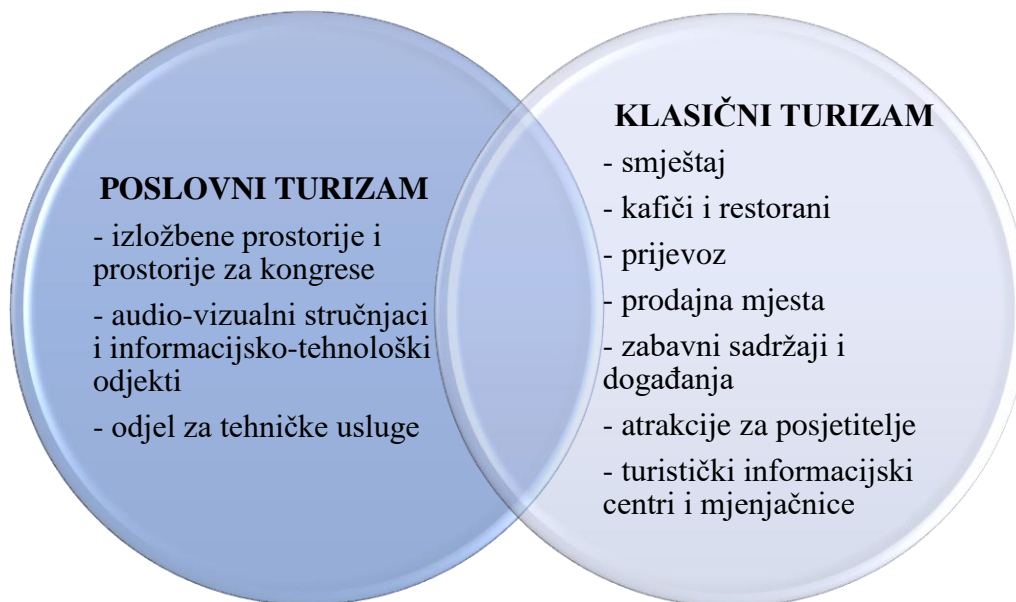 POSLOVNI TURIZAM
- izložbene prostorije i
prostorije za kongrese
- audio-vizualni stručnjaci
i informacijsko-tehnološki
odjekti
- odjel za tehničke usluge
KLASIČNI TURIZAM
- smještaj
- kafiči i restorani
- prijevoz
- prodajna mjesta
- zabavni sadržaji i
događanja
- atrakcije za posjetitelje
- turistički informacijski
centri i mjenjačnice